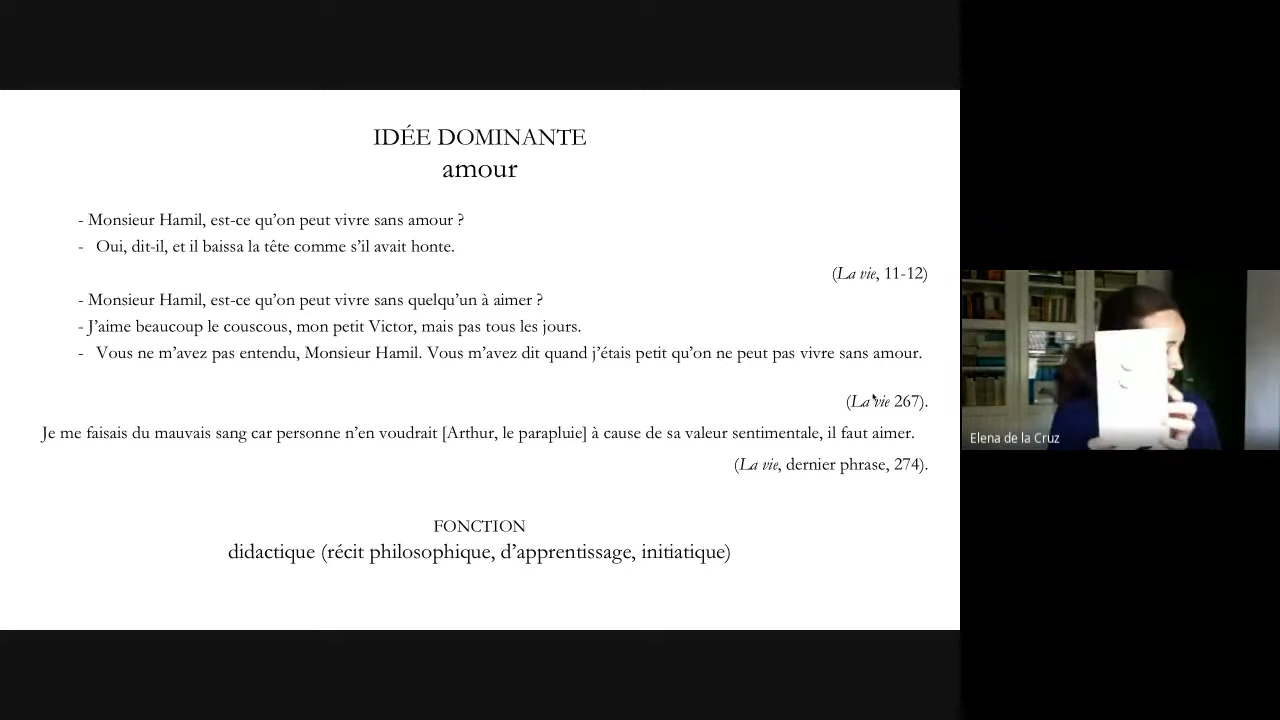 IDÉE DOMINANTE
amour
- Monsieur Hamil, est-ce qu’on peut vivre sans amour ?
- Oui, dit-il, et il baissa la tête comme s’il avait honte.
(La vie, 11-12)
- Monsieur Hamil, est-ce qu’on peut vivre sans quelqu’un à aimer ?
- J’aime beaucoup le couscous, mon petit Victor, mais pas tous les jours.
- Vous ne m’avez pas entendu, Monsieur Hamil. Vous m’avez dit quand j’étais petit qu’on ne peut pas vivre sans amour.
(La vie 267).
Je me faisais du mauvais sang car personne n’en voudrait [Arthur, le parapluie] à cause de sa valeur sentimentale, il faut aimer.
(La vie, dernier phrase, 274).
FONCTION
didactique (récit philosophique, d’apprentissage, initiatique)
Elena de la Cruz